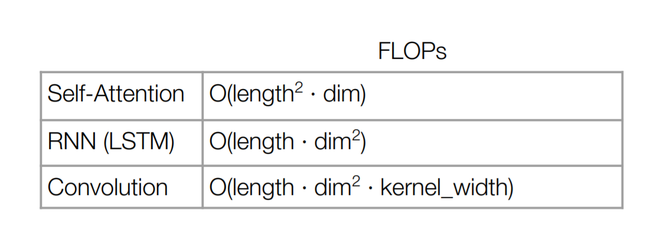 FLOPs
Self-Attention O(length² · dim)
RNN (LSTM) O(length · dim²)
Convolution O(length · dim² · kernel_width)